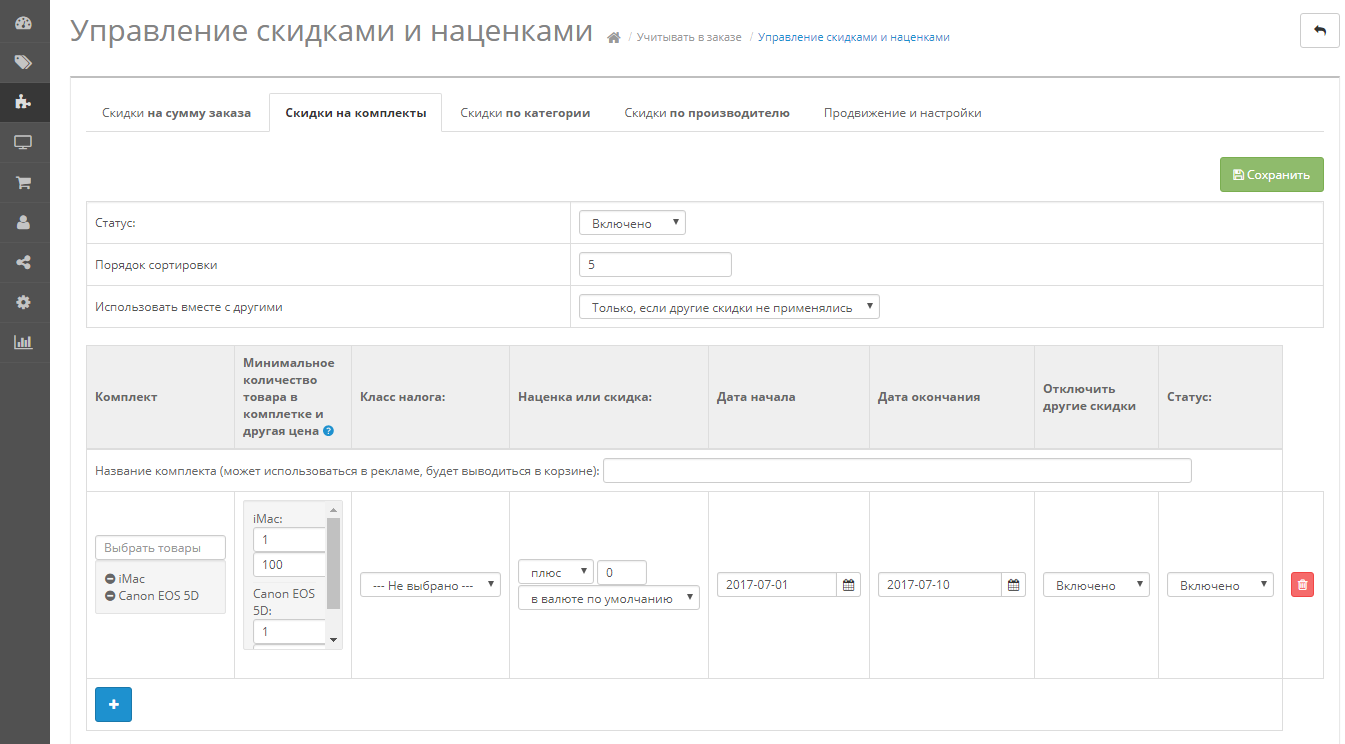 Управление скидками и наценками / Учитывать в заказе / Управление скидками и наценками
Скидки на сумму заказа Скидки на комплекты Скидки по категории Скидки по производителю Продвижение и настройки
Сохранить
Статус: Включено
Порядок сортировки 5
Использовать вместе с другими Только, если другие скидки не применялись
Комплект
Минимальное
количество
товара в
комплетке и
другая цена ?
Класс налога:
Наценка или скидка:
Дата начала
Дата окончания
Отключить
другие скидки
Статус:
Название комплекта (может использоваться в рекламе, будет выводиться в корзине):
Выбрать товары
iMac
Canon EOS 5D
iMac:
1
100
Canon EOS
5D:
1
--- Не выбрано ---
плюс 0
в валюте по умолчанию
2017-07-01
2017-07-10
Включено
Включено